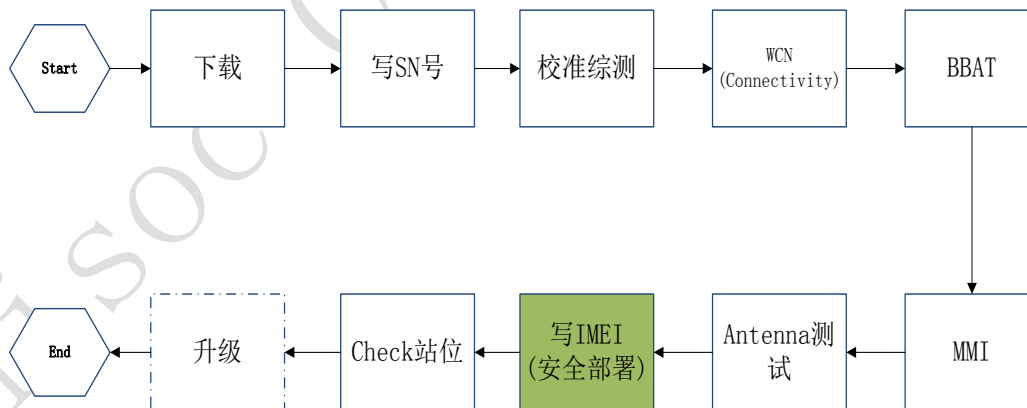 Start
下载
写SN号
校准综测
WCN
(Connectivity)
BBAT
End
升级
Check站位
写IMEI
(安全部署)
Antenna测
试
MMI
soc